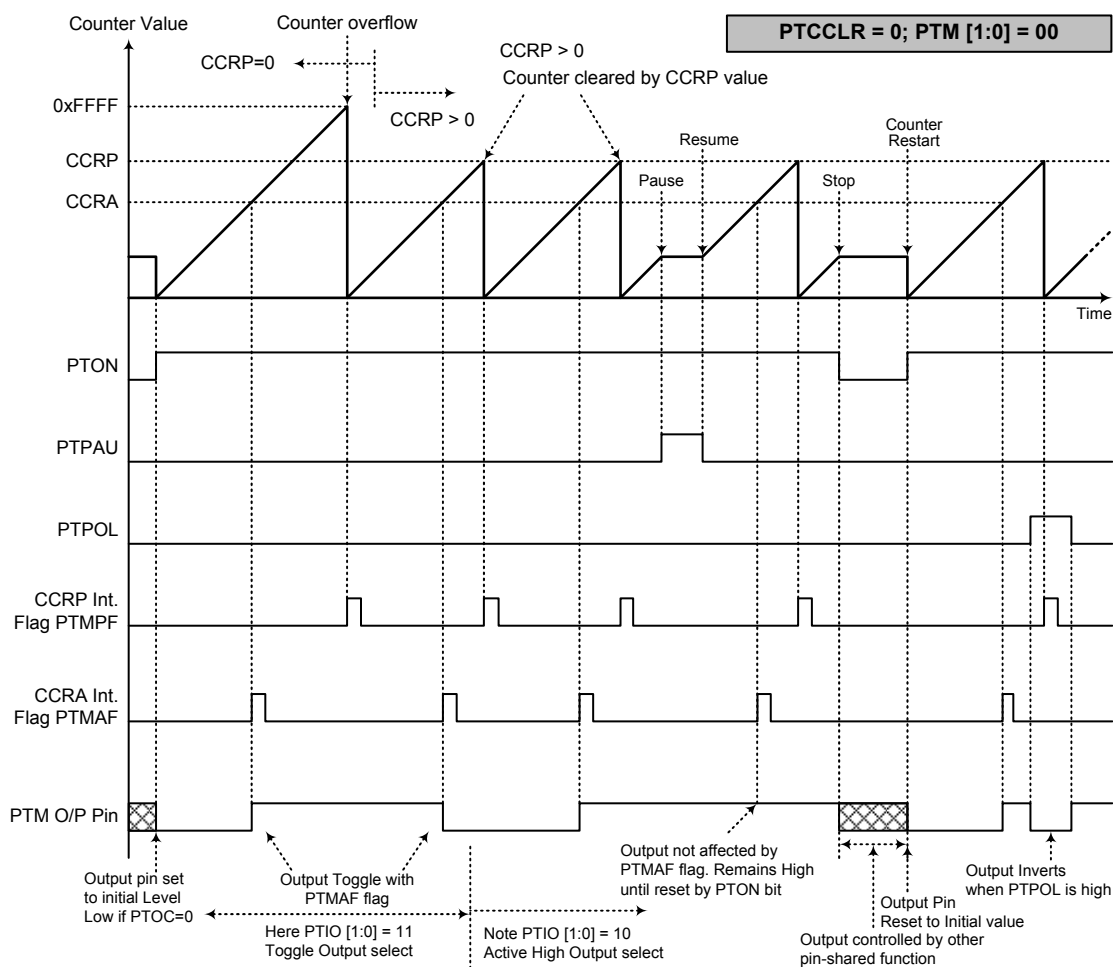 Counter Value
Counter overflow
PTCCLR = 0; PTM [1:0] = 00
CCRP=0
CCRP > 0
CCRP > 0
Counter cleared by CCRP value
0xFFFF
CCRP
CCRA
Pause
Resume
Stop
Counter
Restart
Time
PTON
PTPAU
PTPOL
CCRP Int.
Flag PTMPF
CCRA Int.
Flag PTMAF
PTM O/P Pin
Output pin set
to initial Level
Low if PTOC=0
Output Toggle with
PTMAF flag
Here PTIO [1:0] = 11
Toggle Output select
Note PTIO [1:0] = 10
Active High Output select
Output not affected by
PTMAF flag. Remains High
until reset by PTON bit
Output controlled by other
pin-shared function
Output Pin
Reset to Initial value
Output Inverts
when PTPOL is high